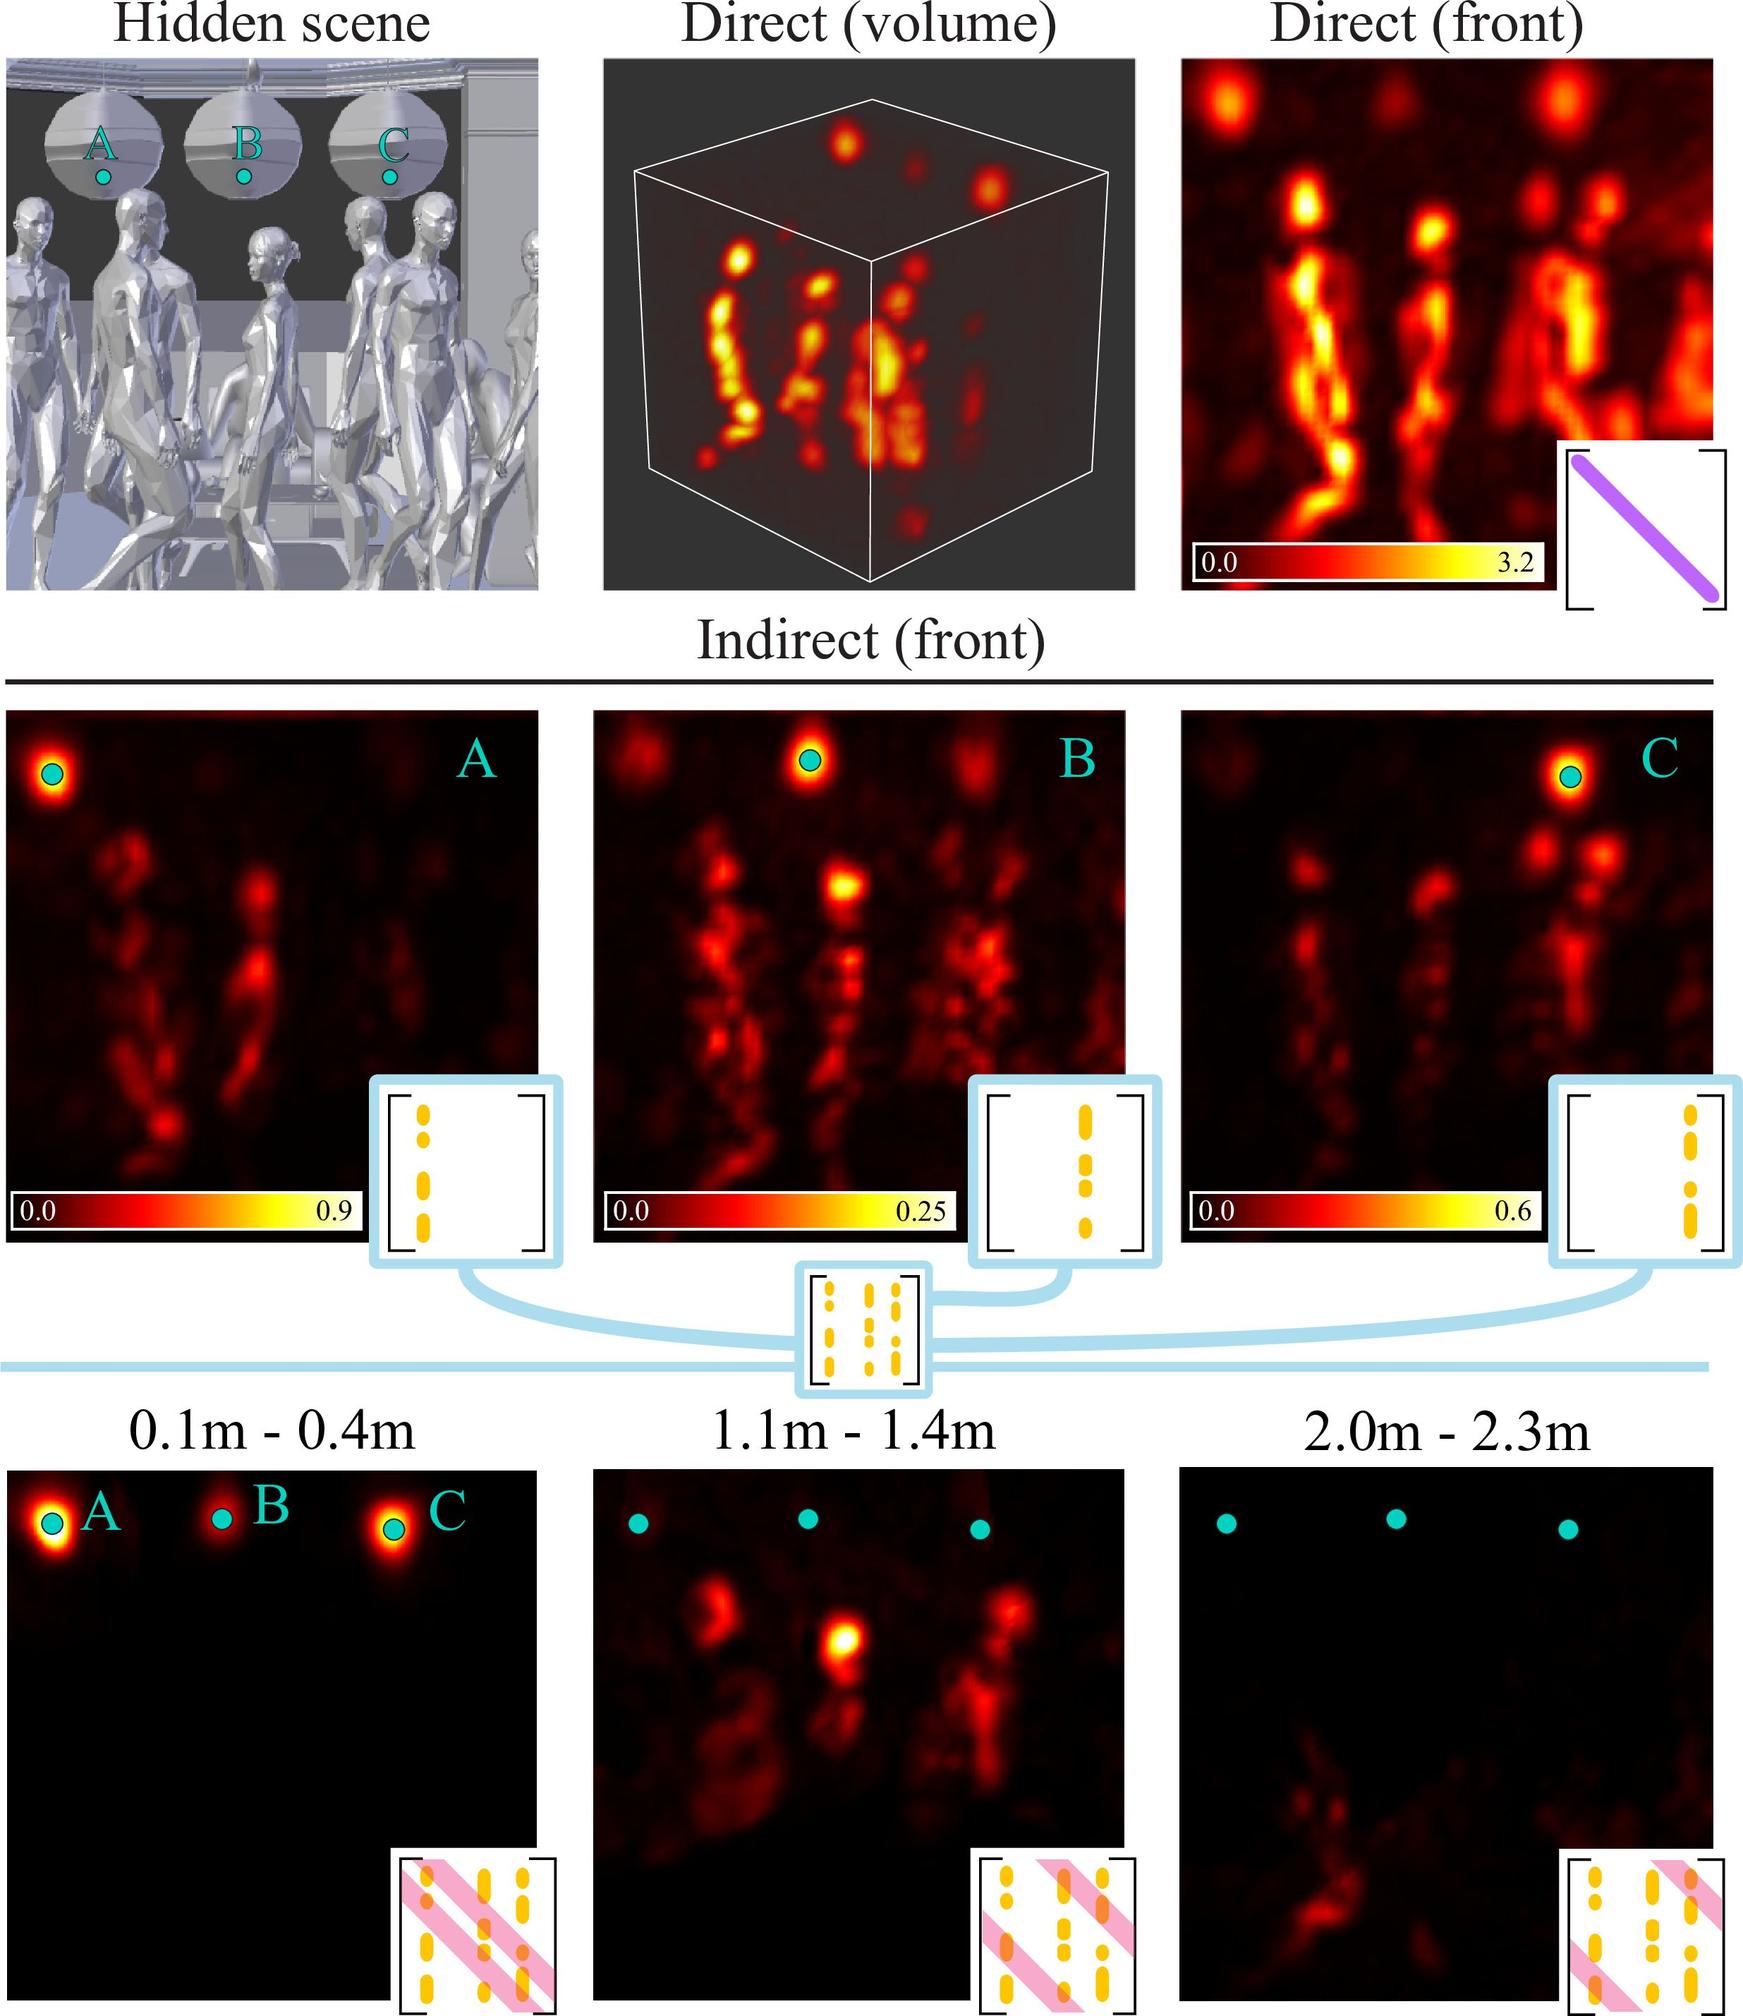 Hidden scene
Direct (volume)
Direct (front)
A
B
C
0.0
3.2
Indirect (front)
A
B
C
0.0
0.9
0.0
0.25
0.0
0.6
0.1m - 0.4m
1.1m - 1.4m
2.0m - 2.3m
A
B
C